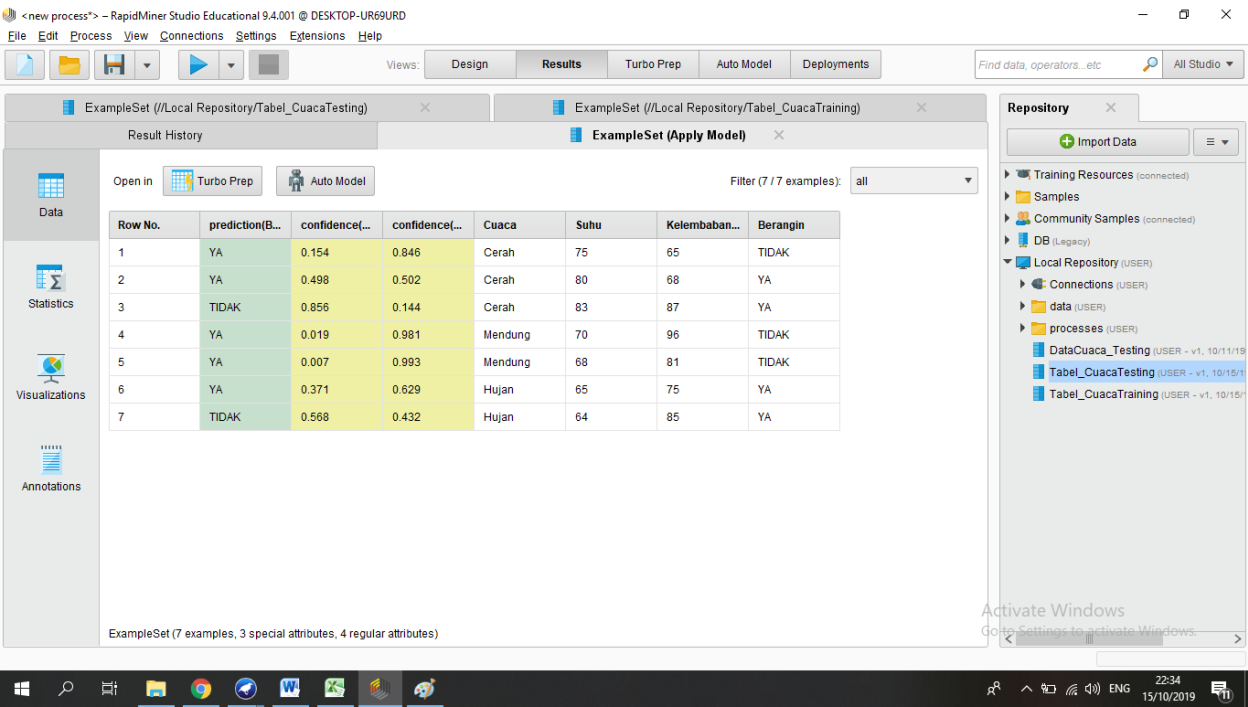 <new process*> – RapidMiner Studio Educational 9.4.001 @ DESKTOP-UR69URD
File Edit Process View Connections Settings Extensions Help
Views: Design Results Turbo Prep Auto Model Deployments Find data, operators...etc All Studio
ExampleSet (//Local Repository/Tabel_CuacaTesting) ExampleSet (//Local Repository/Tabel_CuacaTraining)
Result History ExampleSet (Apply Model)
Data
Statistics
Visualizations
Annotations
Open in Turbo Prep Auto Model Filter (7 / 7 examples): all
Row No. prediction(B... confidence(... confidence(... Cuaca Suhu Kelembaban... Berangin
1 YA 0.154 0.846 Cerah 75 65 TIDAK
2 YA 0.498 0.502 Cerah 80 68 YA
3 TIDAK 0.856 0.144 Cerah 83 87 YA
4 YA 0.019 0.981 Mendung 70 96 TIDAK
5 YA 0.007 0.993 Mendung 68 81 TIDAK
6 YA 0.371 0.629 Hujan 65 75 YA
7 TIDAK 0.568 0.432 Hujan 64 85 YA
ExampleSet (7 examples, 3 special attributes, 4 regular attributes)
Repository
Import Data
Training Resources (connected)
Samples
Community Samples (connected)
DB (Legacy)
Local Repository (USER)
Connections (USER)
data (USER)
processes (USER)
DataCuaca_Testing (USER - v1, 10/11/19
Tabel_CuacaTesting (USER - v1, 10/15/1
Tabel_CuacaTraining (USER - v1, 10/15/
Activate Windows
Go to Settings to activate Windows.
ENG 22:34
15/10/2019
11